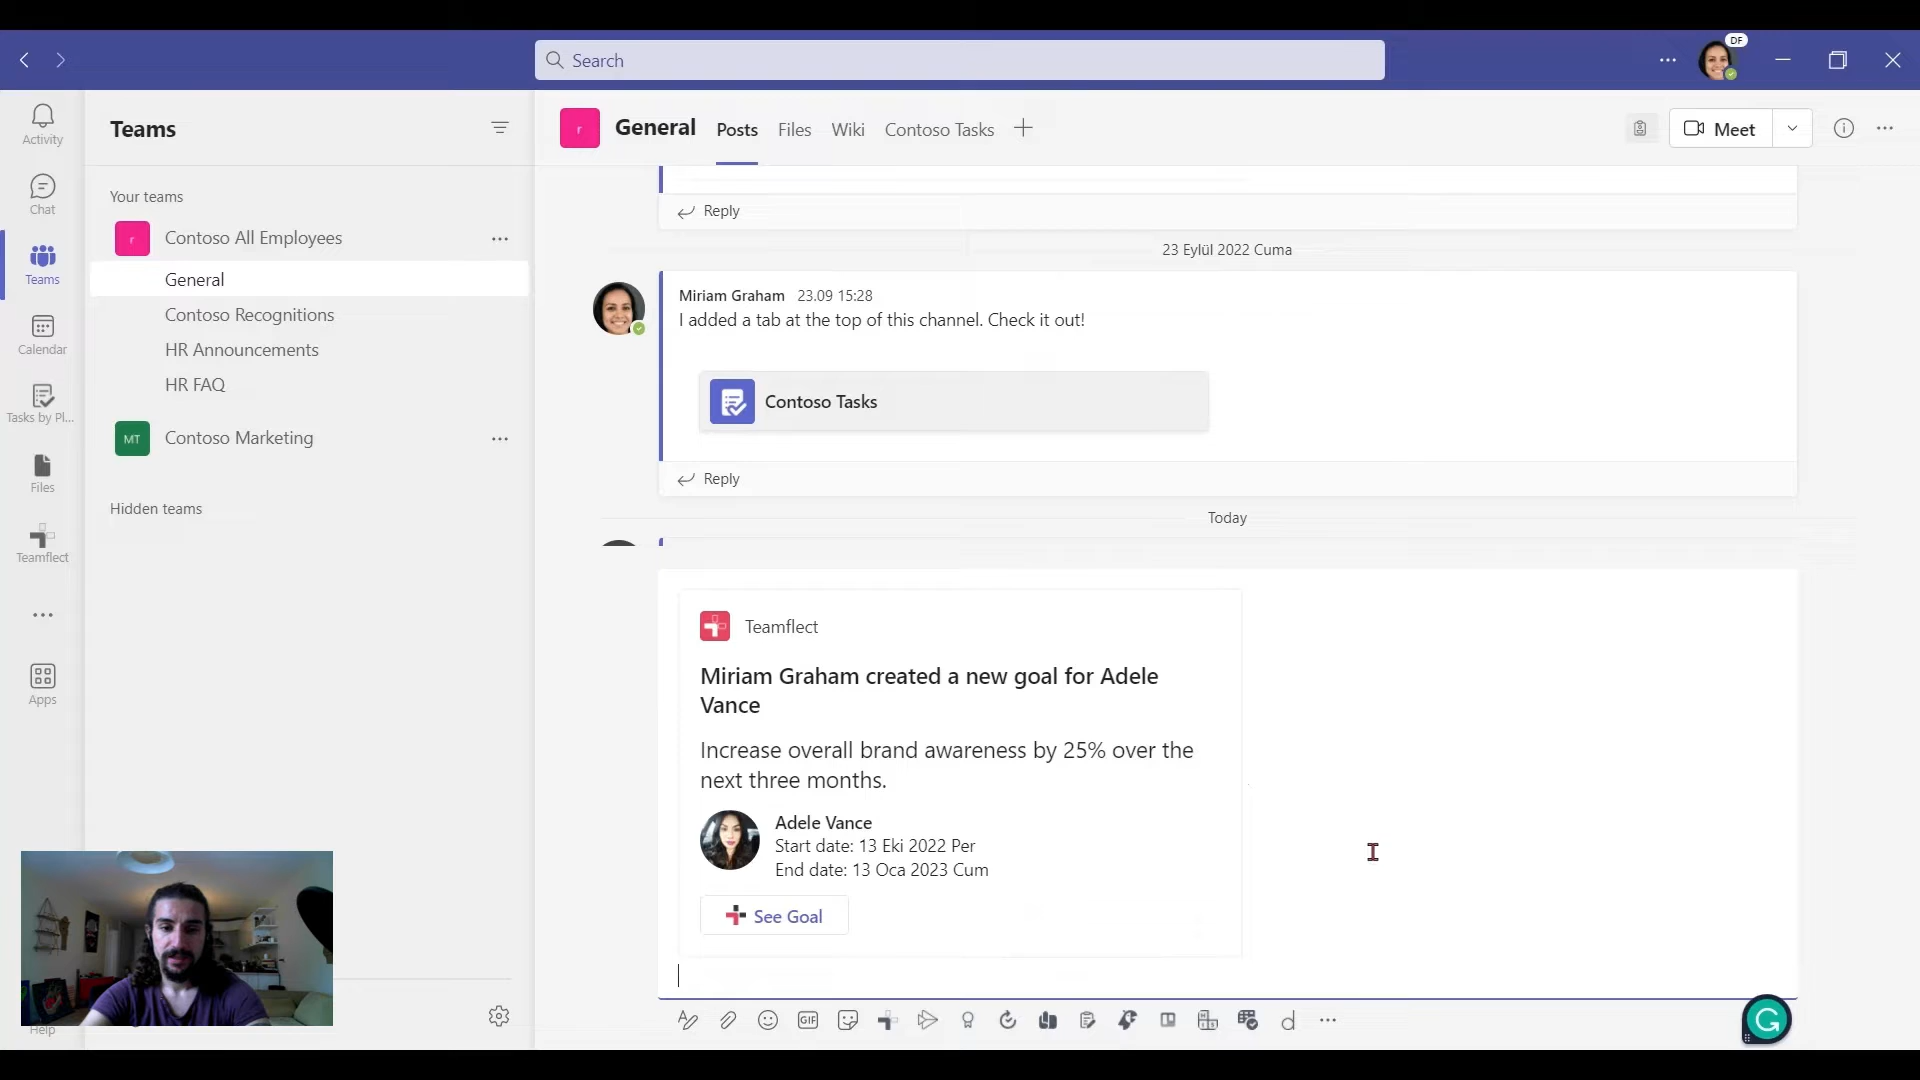 Search
DF
Activity
Chat
Teams
Calendar
Tasks by Pl...
Files
Teamflect
Apps
Help
Teams
Your teams
r
Contoso All Employees
General
Contoso Recognitions
HR Announcements
HR FAQ
MT
Contoso Marketing
Hidden teams
r
General
Posts
Files
Wiki
Contoso Tasks
Meet
Reply
23 Eylül 2022 Cuma
Miriam Graham 23.09 15:28
I added a tab at the top of this channel. Check it out!
Contoso Tasks
Reply
Today
Teamflect
Miriam Graham created a new goal for Adele
Vance
Increase overall brand awareness by 25% over the
next three months.
Adele Vance
Start date: 13 Eki 2022 Per
End date: 13 Oca 2023 Cum
See Goal
GIF